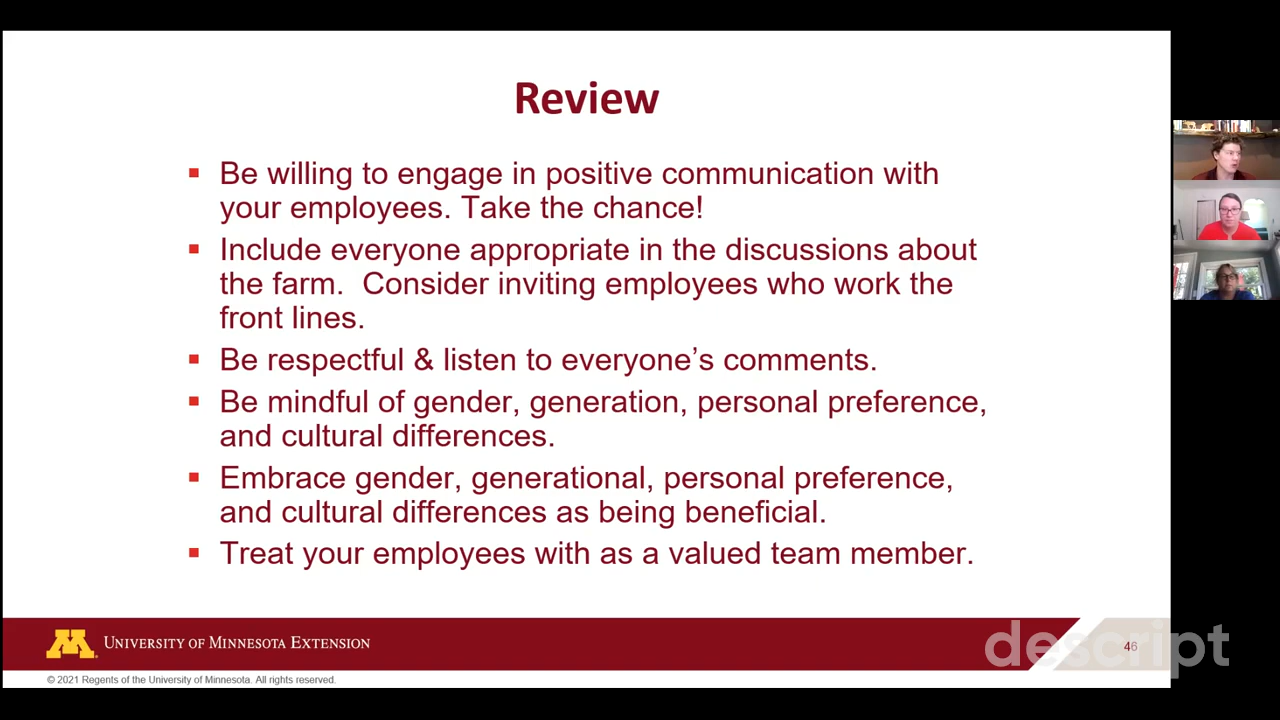 Review
Be willing to engage in positive communication with
your employees. Take the chance!
Include everyone appropriate in the discussions about
the farm.  Consider inviting employees who work the
front lines.
Be respectful & listen to everyone’s comments.
Be mindful of gender, generation, personal preference,
and cultural differences.
Embrace gender, generational, personal preference,
and cultural differences as being beneficial.
Treat your employees with as a valued team member.
M
UNIVERSITY OF MINNESOTA EXTENSION
descript
46
© 2021 Regents of the University of Minnesota. All rights reserved.